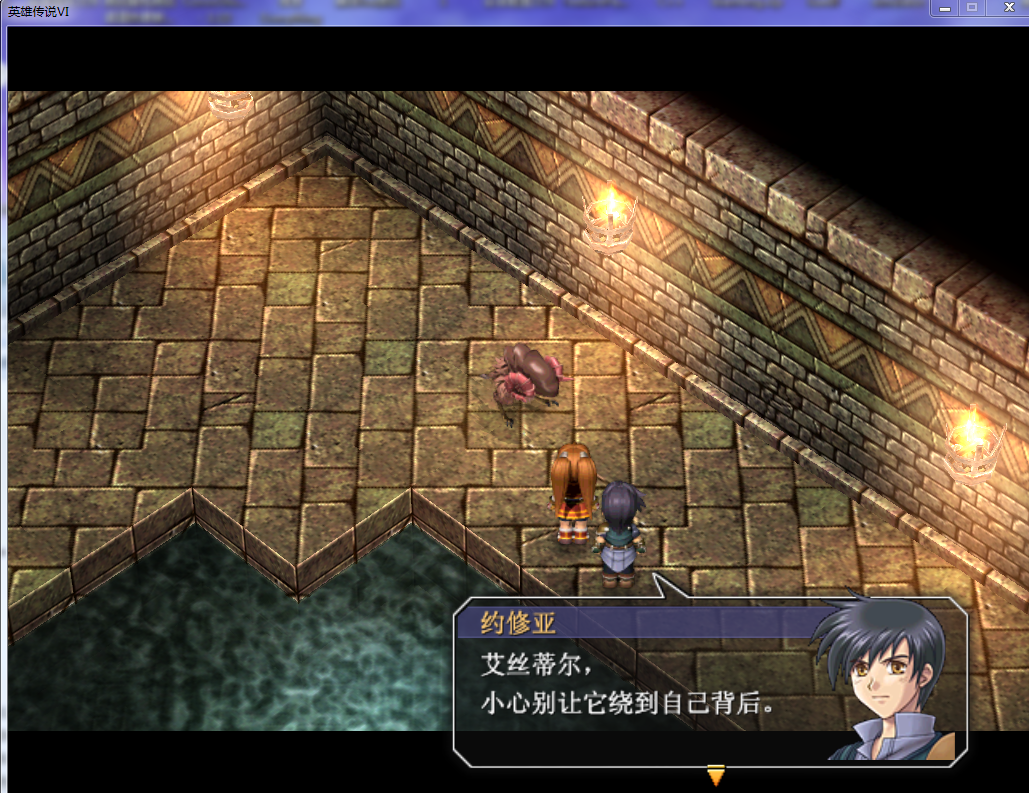 英雄传说VI
约修亚
艾丝蒂尔，
小心别让它绕到自己背后。